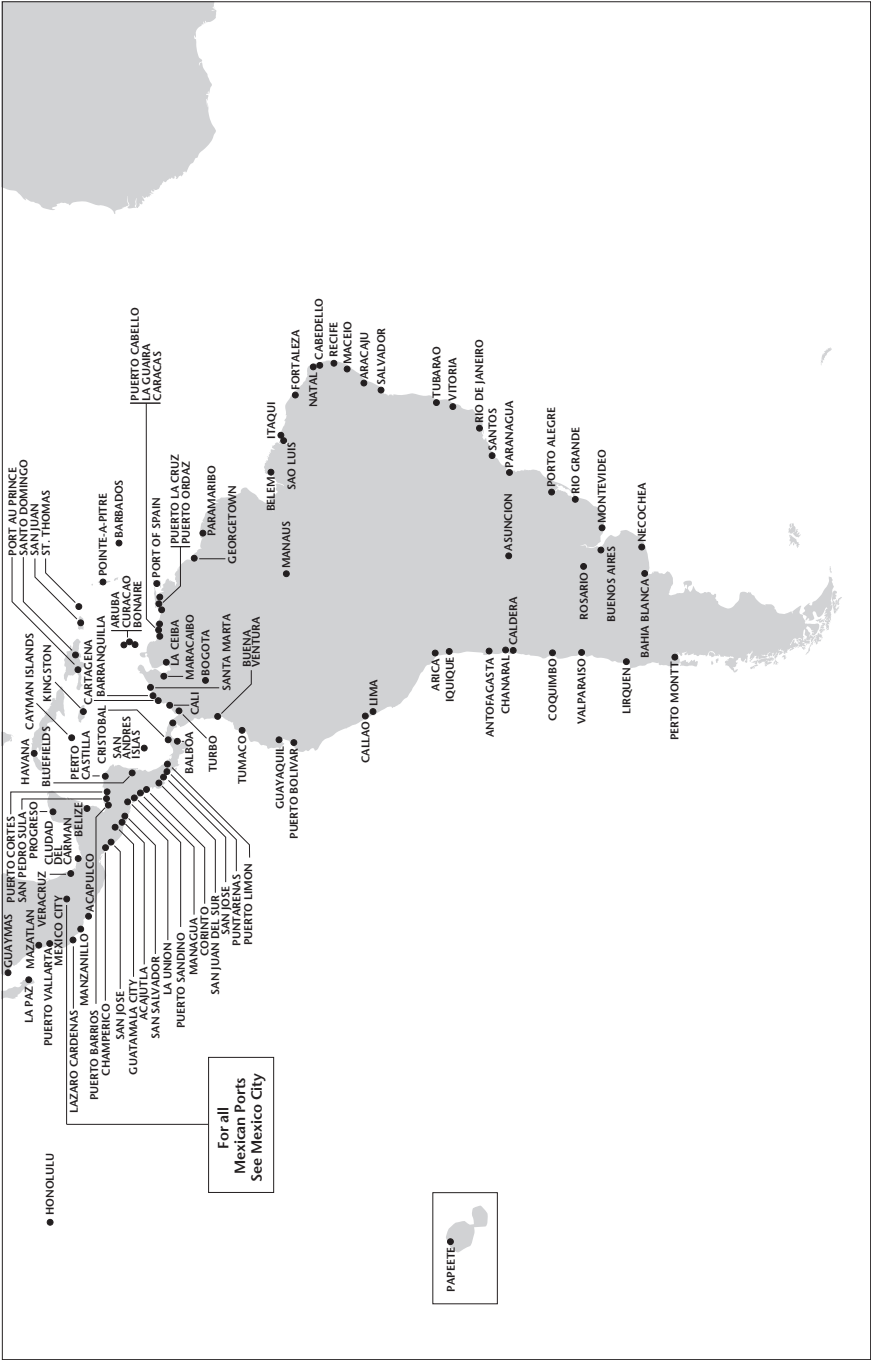 HONOLULU
GUAYMAS
LA PAZ
MAZATLAN
PUERTO VALLARTA
MEXICO CITY
VERACRUZ
LAZARO CARDENAS
MANZANILLO
ACAPULCO
CLUDAD
DEL
CARMAN
PROGRESO
BELIZE
SAN PEDRO SULA
PUERTO CORTES
PUERTO BARRIOS
CHAMPERICO
SAN JOSE
GUATAMALA CITY
ACAJUTLA
SAN SALVADOR
LA UNION
PUERTO SANDINO
MANAGUA
CORINTO
SAN JUAN DEL SUR
SAN JOSE
PUNTARENAS
PUERTO LIMON
For all
Mexican Ports
See Mexico City
HAVANA
BLUEFIELDS
CAYMAN ISLANDS
KINGSTON
PERTO
CASTILLA
CRISTOBAL
SAN
ANDRES
ISLAS
CARTAGENA
BARRANQUILLA
PORT AU PRINCE
SANTO DOMINGO
SAN JUAN
ST. THOMAS
POINTE-A-PITRE
BARBADOS
ARUBA
CURACAO
BONAIRE
PUERTO CABELLO
LA GUAIRA
CARACAS
PORT OF SPAIN
PUERTO LA CRUZ
PUERTO ORDAZ
PARAMARIBO
GEORGETOWN
LA CEIBA
MARACAIBO
BOGOTA
SANTA MARTA
BUENA
VENTURA
CALI
BALBOA
TURBO
TUMACO
GUAYAQUIL
PUERTO BOLIVAR
MANAUS
BELEM
ITAQUI
SAO LUIS
FORTALEZA
NATAL
CABEDELLO
RECIFE
MACEIO
ARACAJU
SALVADOR
CALLAO
LIMA
TUBARAO
VITORIA
RIO DE JANEIRO
SANTOS
PARANAGUA
ARICA
IQUIQUE
ANTOFAGASTA
CHANARAL
CALDERA
ASUNCION
COQUIMBO
VALPARAISO
LIRQUEN
PERTO MONTT
PORTO ALEGRE
RIO GRANDE
MONTEVIDEO
ROSARIO
BUENOS AIRES
NECOCHEA
BAHIA BLANCA
PAPEETE